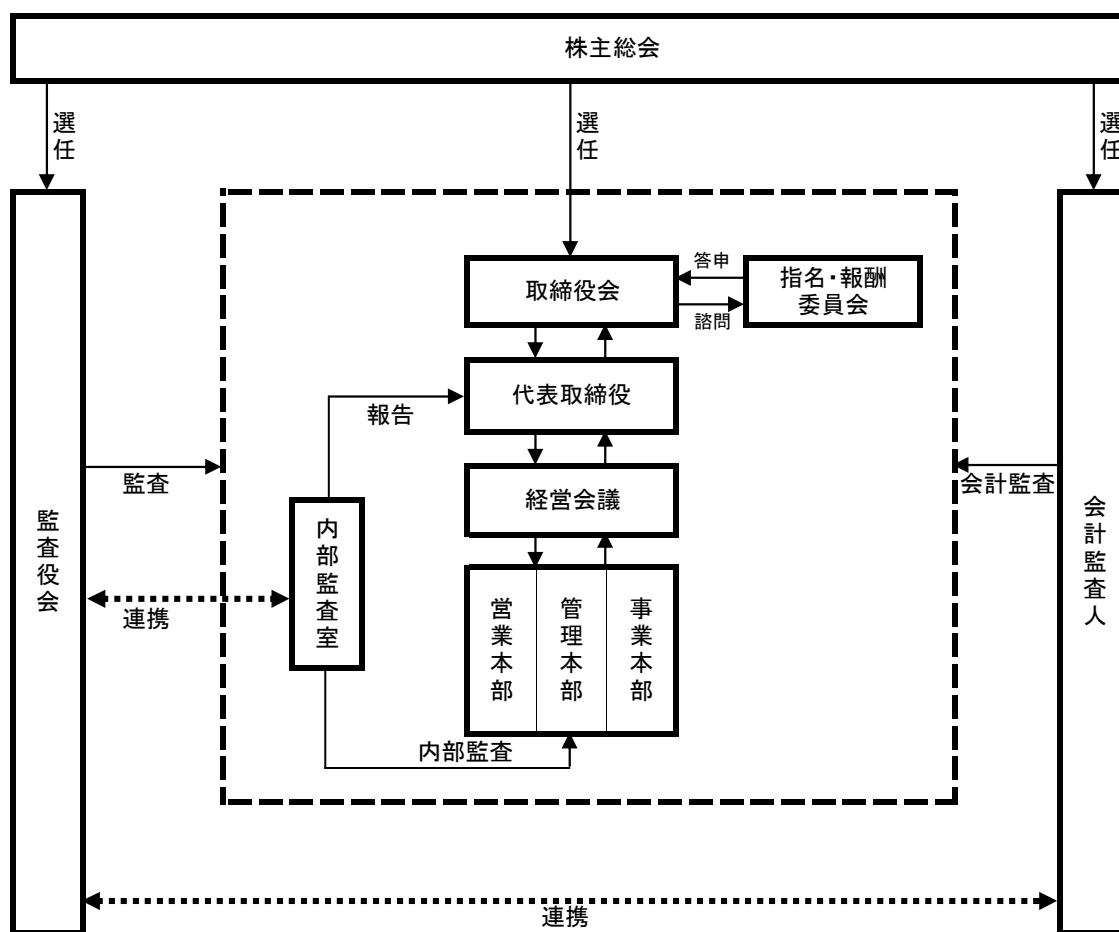 株主総会
選任
選任
選任
取締役会
答申
諮問
指名・報酬
委員会
代表取締役
報告
監査
会計監査
経営会議
監査役会
内部監査室
会計監査人
連携
営業本部
管理本部
事業本部
内部監査
連携